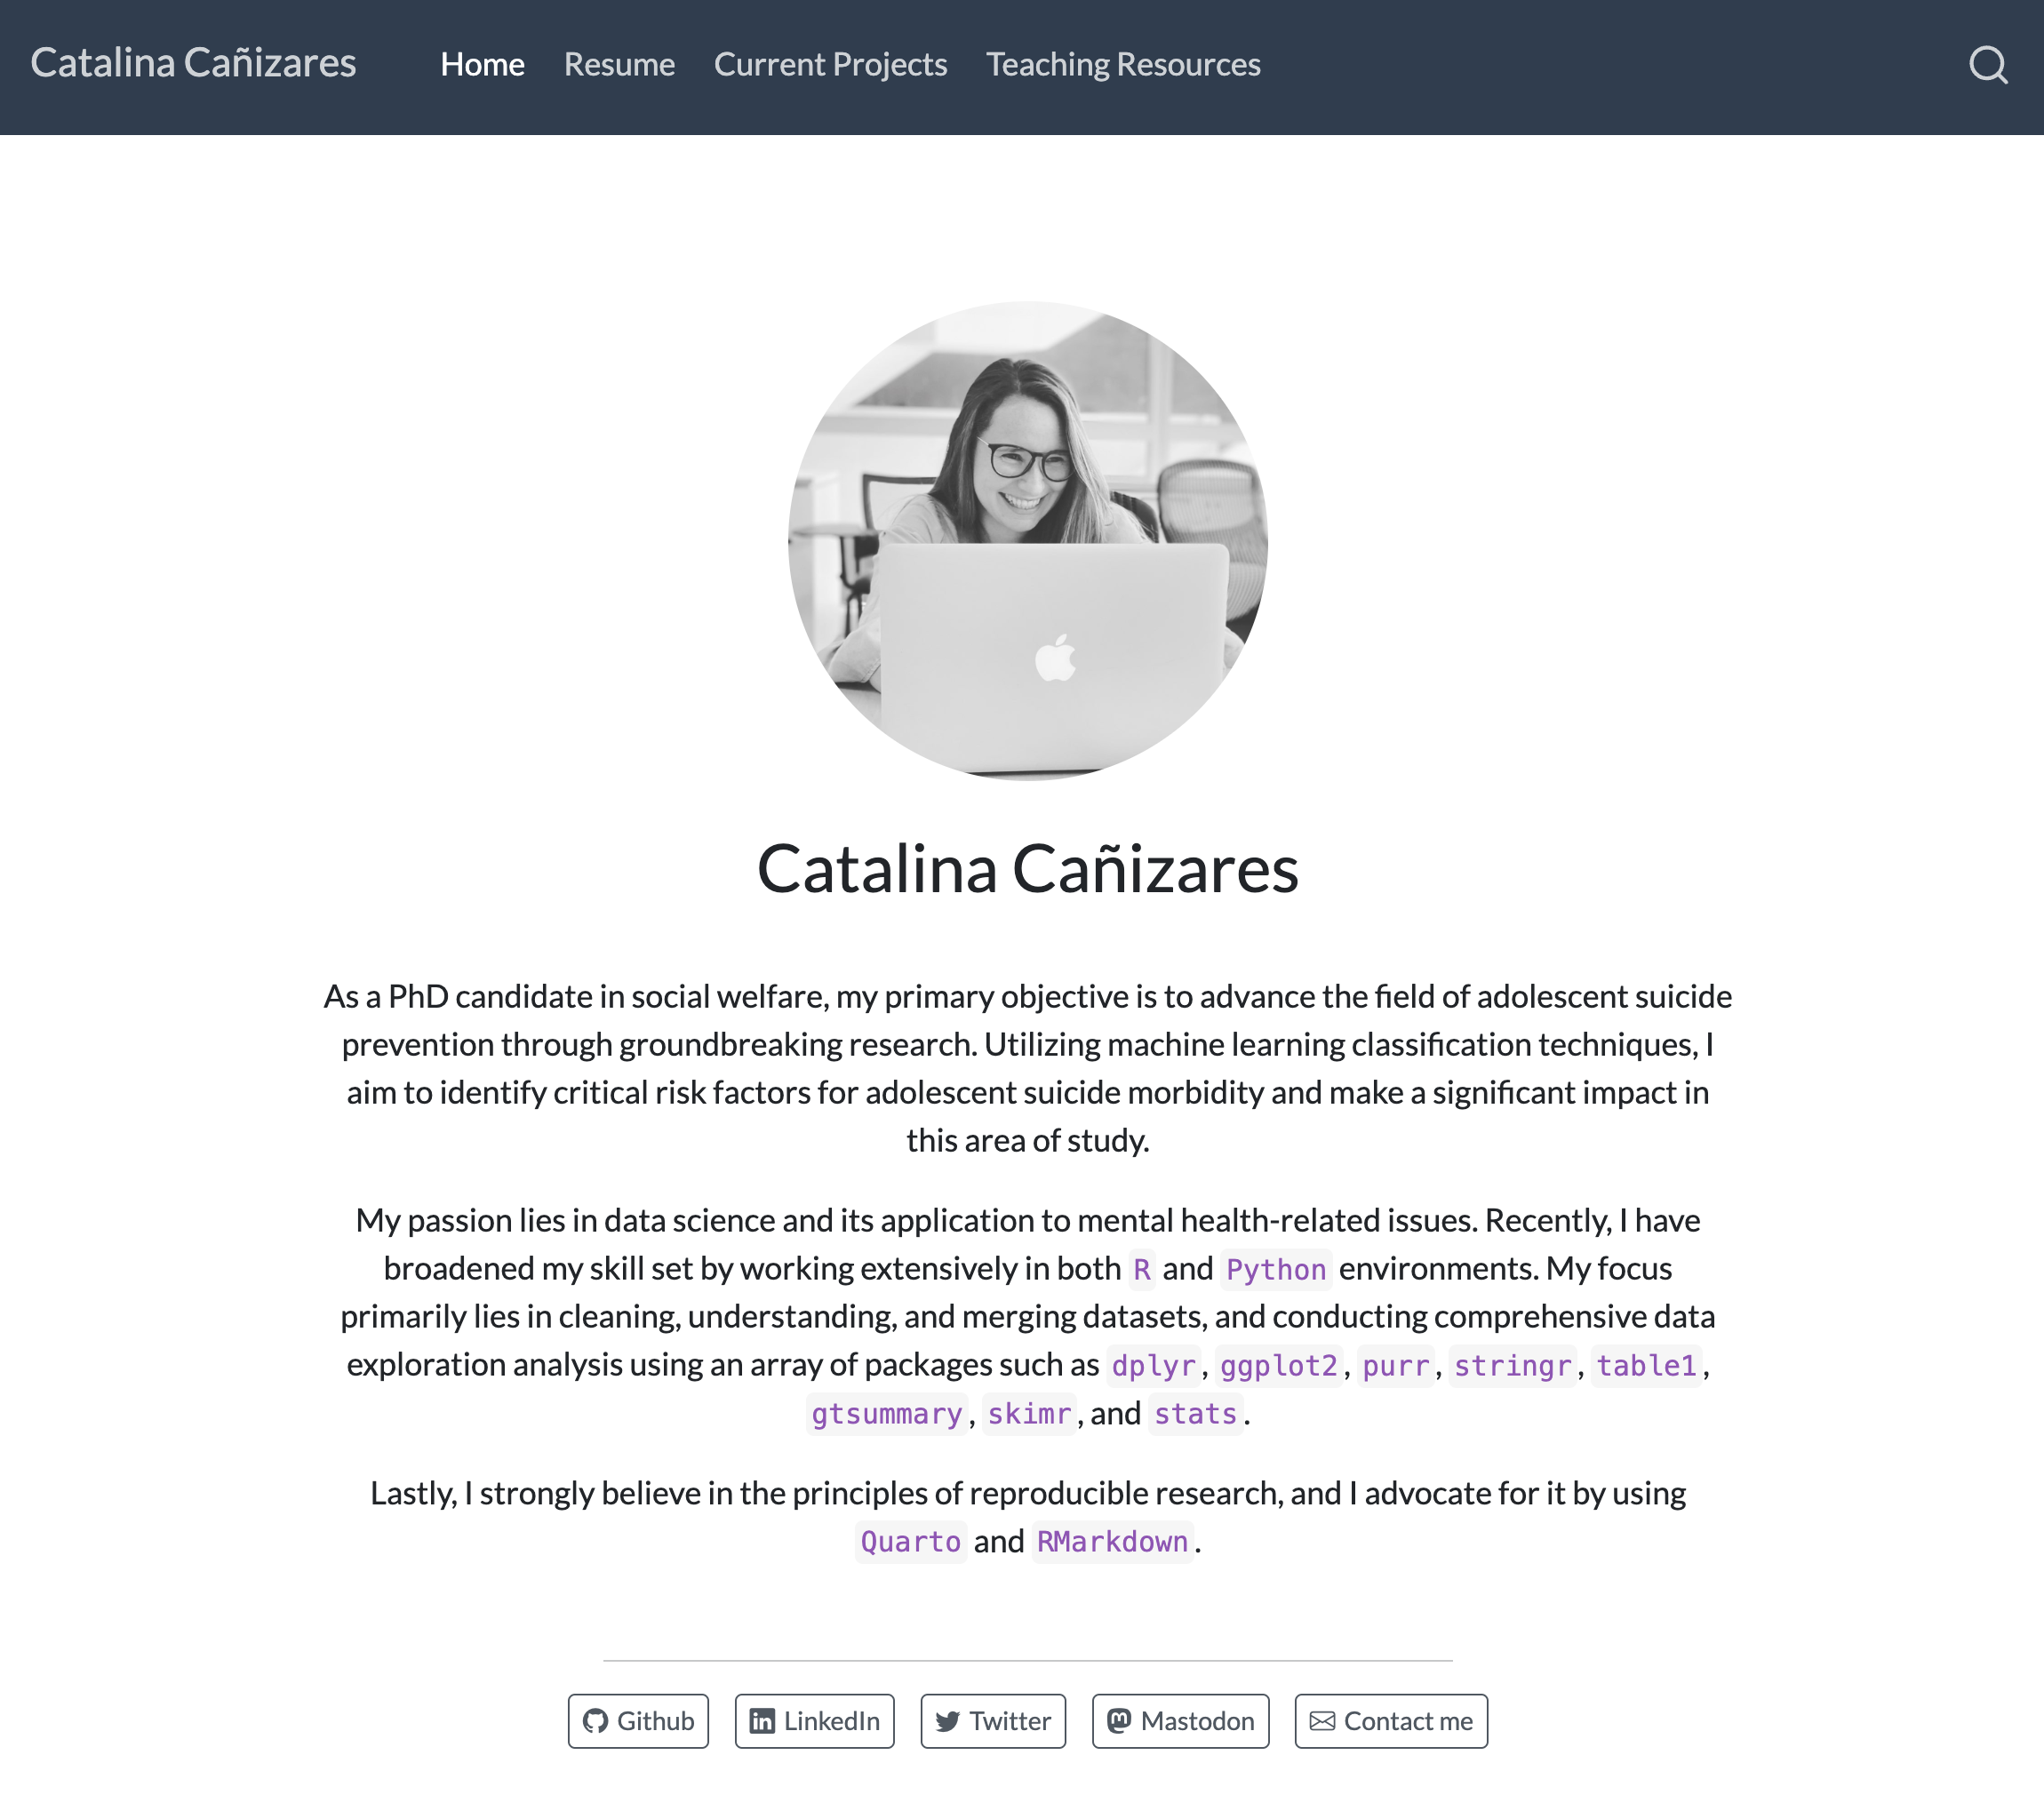 Catalina Cañizares Home Resume Current Projects Teaching Resources
Catalina Cañizares
As a PhD candidate in social welfare, my primary objective is to advance the field of adolescent suicide
prevention through groundbreaking research. Utilizing machine learning classification techniques, I
aim to identify critical risk factors for adolescent suicide morbidity and make a significant impact in
this area of study.
My passion lies in data science and its application to mental health-related issues. Recently, I have
broadened my skill set by working extensively in both R and Python environments. My focus
primarily lies in cleaning, understanding, and merging datasets, and conducting comprehensive data
exploration analysis using an array of packages such as dplyr, ggplot2, purr, stringr, table1,
gtsummary, skimr, and stats.
Lastly, I strongly believe in the principles of reproducible research, and I advocate for it by using
Quarto and RMarkdown.
Github LinkedIn Twitter Mastodon Contact me